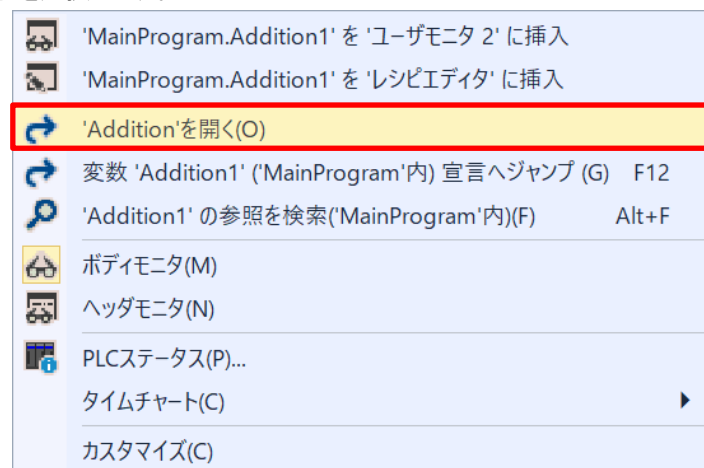 'MainProgram.Addition1' を 'ユーザモニタ 2' に挿入
'MainProgram.Addition1' を 'レシピエディタ' に挿入
'Addition'を開く(O)
変数 'Addition1' ('MainProgram'内) 宣言へジャンプ (G) F12
'Addition1' の参照を検索('MainProgram'内)(F) Alt+F
ボディモニタ(M)
ヘッダモニタ(N)
PLCステータス(P)...
タイムチャート(C)
カスタマイズ(C)